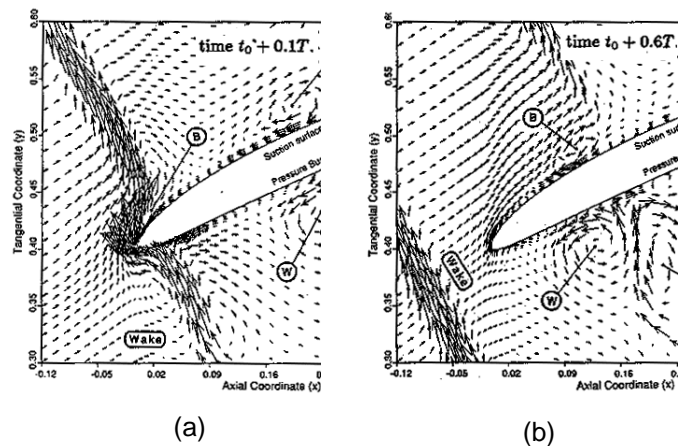 time t₀ + 0.1T.
B
Suction surface
Pressure Su
W
Wake
Tangential Coordinate (y)
0.60
0.55
0.50
0.45
0.40
0.35
0.30
-0.12
-0.05
0.02
0.09
0.16
Axial Coordinate (x)
(a)
time t₀ + 0.6T.
B
Suction surf
Pressure
W
Wake
Tangential Coordinate (y)
0.60
0.55
0.50
0.45
0.40
0.35
0.30
-0.12
-0.05
0.02
0.09
0.16
Axial Coordinate (x)
(b)